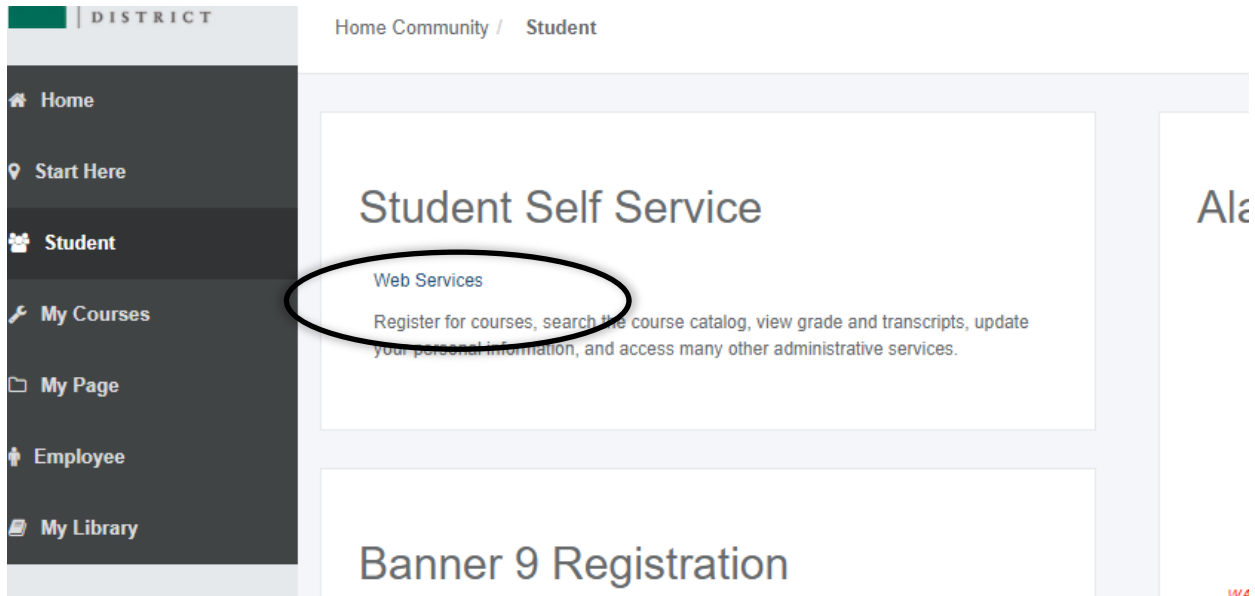 DISTRICT
Home Community / Student
Home
Start Here
Student
My Courses
My Page
Employee
My Library
Student Self Service
Web Services
Register for courses, search the course catalog, view grade and transcripts, update
your personal information, and access many other administrative services.
Banner 9 Registration
Ala
WA